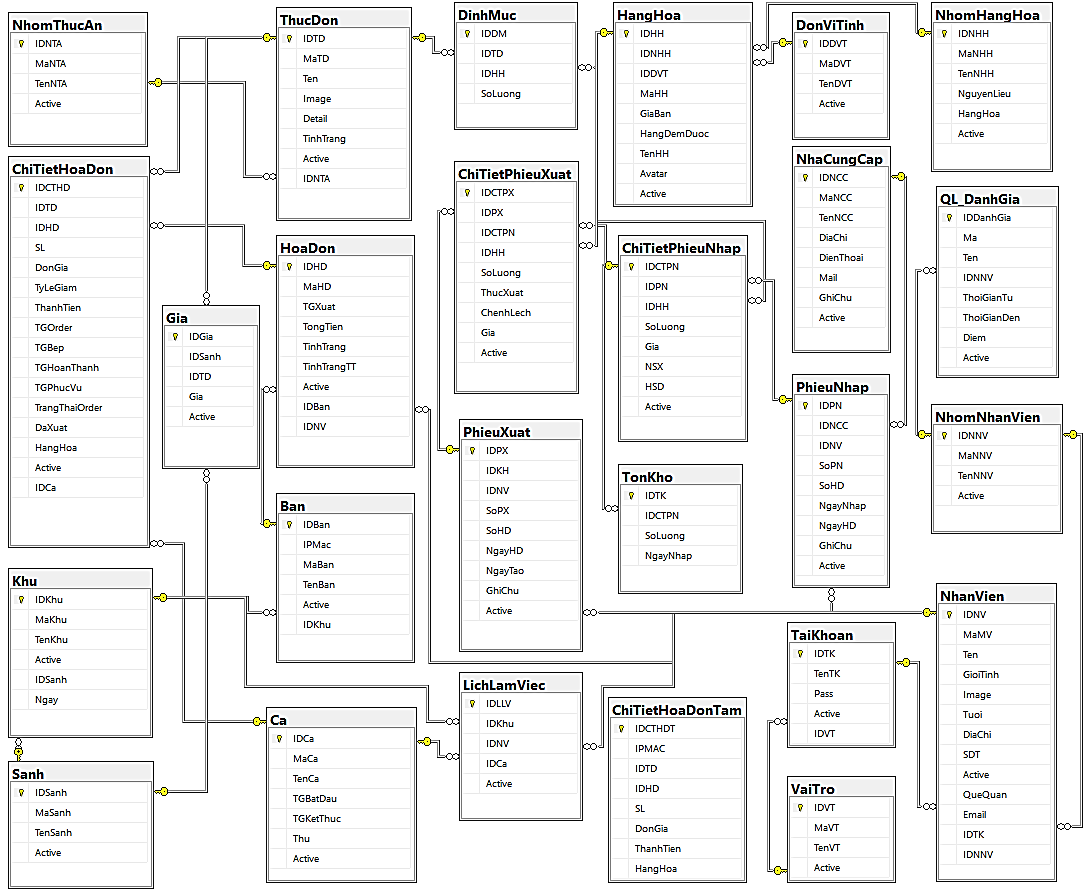 NhomThucAn
IDNTA
MaNTA
TenNTA
Active
ThucDon
IDTD
MaTD
Ten
Image
Detail
TinhTrang
Active
IDNTA
DinhMuc
IDDM
IDTD
IDHH
SoLuong
HangHoa
IDHH
IDNHH
IDDVT
MaHH
GiaBan
HangDemDuoc
TenHH
Avatar
Active
DonViTinh
IDDVT
MaDVT
TenDVT
Active
NhomHangHoa
IDNHH
MaNHH
TenNHH
NguyenLieu
HangHoa
Active
ChiTietHoaDon
IDCTHD
IDTD
IDHD
SL
DonGia
TyLeGiam
ThanhTien
TGOrder
TGBep
TGHoanThanh
TGPhucVu
TrangThaiOrder
DaXuat
HangHoa
Active
IDCa
ChiTietPhieuXuat
IDCTPX
IDPX
IDCTPN
IDHH
SoLuong
ThucXuat
ChenhLech
Gia
Active
NhaCungCap
IDNCC
MaNCC
TenNCC
DiaChi
DienThoai
Mail
GhiChu
Active
QL_DanhGia
IDDanhGia
Ma
Ten
IDNNV
ThoiGianTu
ThoiGianDen
Diem
Active
HoaDon
IDHD
MaHD
TGXuat
TongTien
TinhTrang
TinhTrangTT
Active
IDBan
IDNV
ChiTietPhieuNhap
IDCTPN
IDPN
IDHH
SoLuong
Gia
NSX
HSD
Active
Gia
IDGia
IDSanh
IDTD
Gia
Active
PhieuNhap
IDPN
IDNCC
IDNV
SoPN
SoHD
NgayNhap
NgayHD
GhiChu
Active
NhomNhanVien
IDNNV
MaNNV
TenNNV
Active
PhieuXuat
IDPX
IDKH
IDNV
SoPX
SoHD
NgayHD
NgayTao
GhiChu
Active
TonKho
IDTK
IDCTPN
SoLuong
NgayNhap
Ban
IDBan
IPMac
MaBan
TenBan
Active
IDKhu
Khu
IDKhu
MaKhu
TenKhu
Active
IDSanh
Ngay
NhanVien
IDNV
MaMV
Ten
GioiTinh
Image
Tuoi
DiaChi
SDT
Active
QueQuan
Email
IDTK
IDNNV
TaiKhoan
IDTK
TenTK
Pass
Active
IDVT
LichLamViec
IDLLV
IDKhu
IDNV
IDCa
Active
ChiTietHoaDonTam
IDCTHDT
IPMAC
IDTD
IDHD
SL
DonGia
ThanhTien
HangHoa
Ca
IDCa
MaCa
TenCa
TGBatDau
TGKetThuc
Thu
Active
Sanh
IDSanh
MaSanh
TenSanh
Active
VaiTro
IDVT
MaVT
TenVT
Active